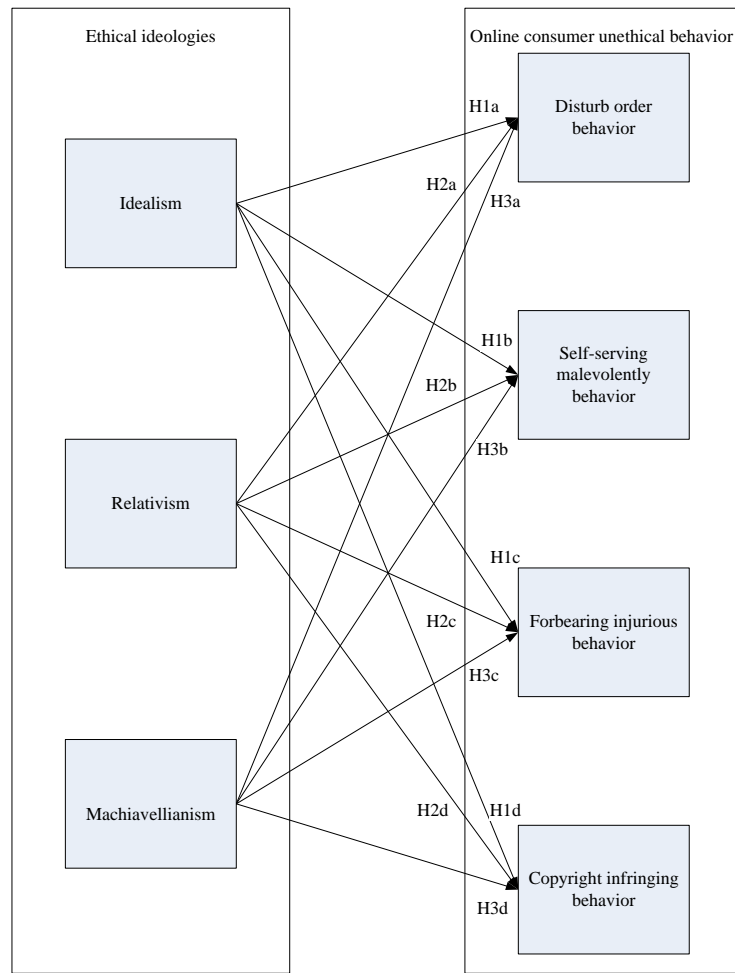 Ethical ideologies
Online consumer unethical behavior
H1a
Disturb order
behavior
Idealism
H2a
H3a
H1b
Self-serving
malevolently
behavior
H2b
H3b
Relativism
H1c
Forbearing injurious
behavior
H2c
H3c
Machiavellianism
H2d
H1d
Copyright infringing
behavior
H3d